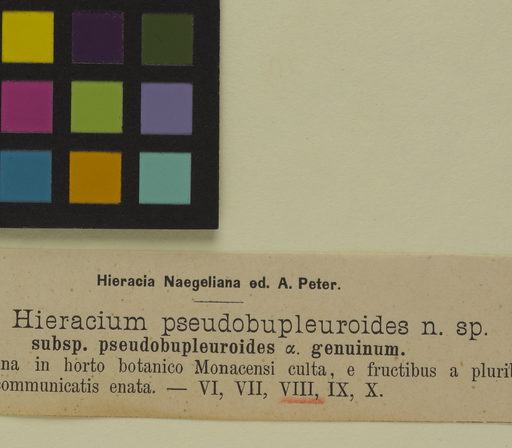 Hieracia Naegeliana ed. A. Peter.
Hieracium pseudobupleuroides n. sp.
subsp. pseudobupleuroides α. genuinum.
in horto botanico Monacensi culta, e fructibus a
communicatis enata. — VI, VII, VIII, IX, X.